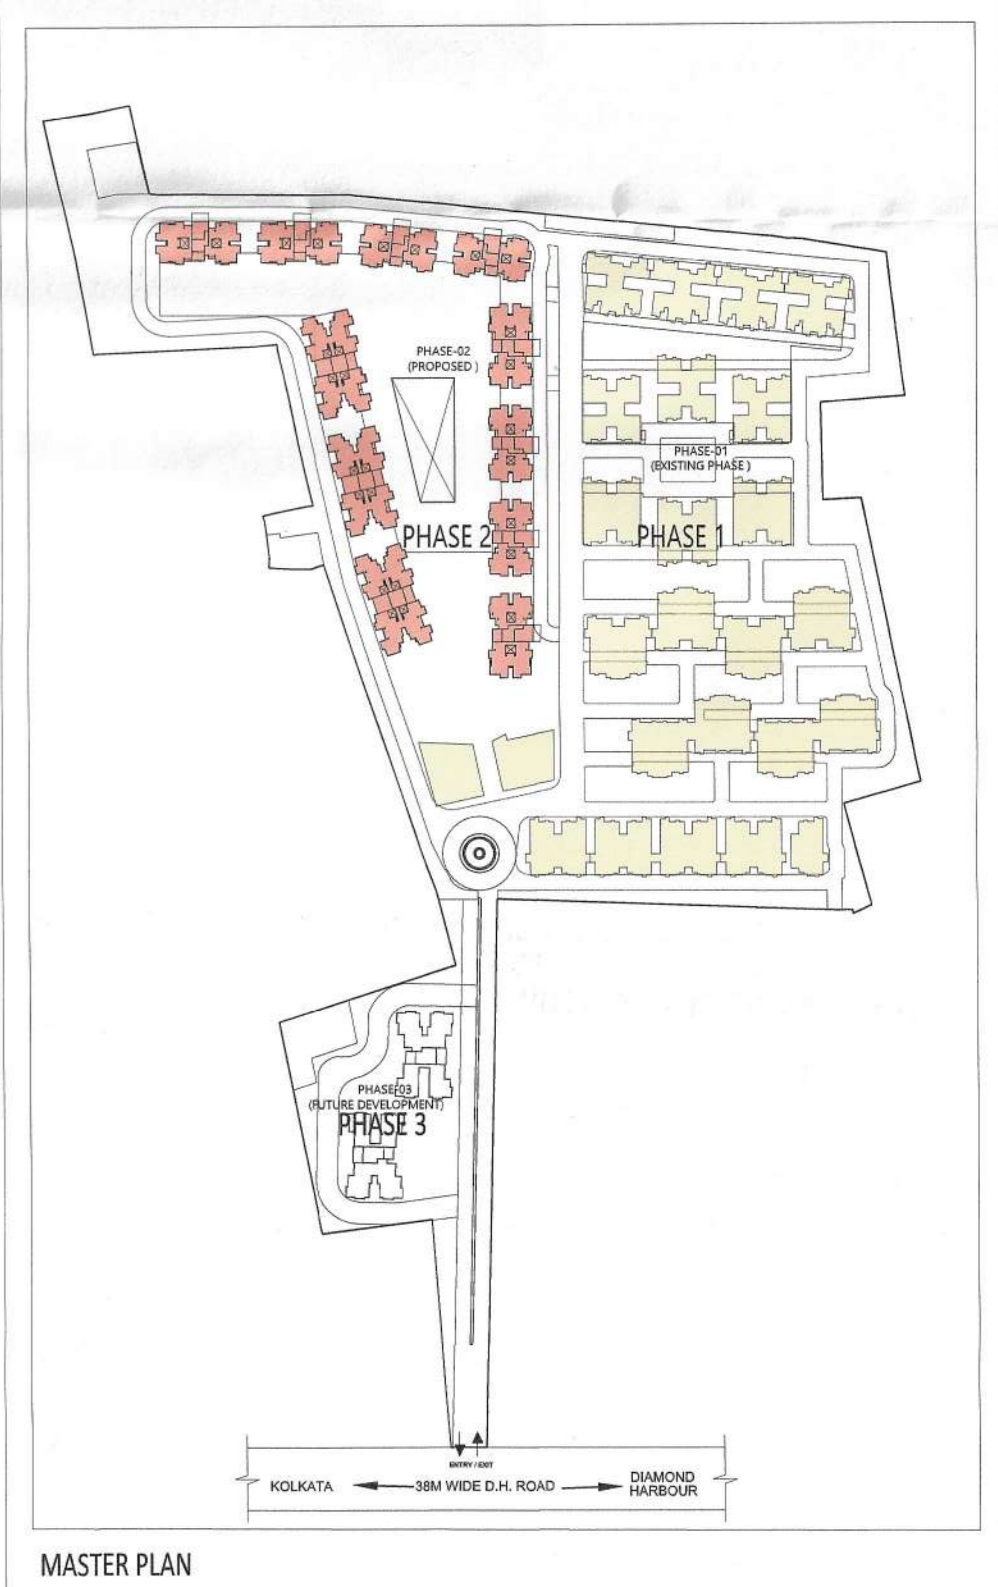 PHASE-02
(PROPOSED )
PHASE-01
(EXISTING PHASE )
PHASE 2
PHASE 1
PHASE-03
(FUTURE DEVELOPMENT)
PHASE 3
ENTRY / EXIT
KOLKATA
38M WIDE D.H. ROAD
DIAMOND
HARBOUR
MASTER PLAN